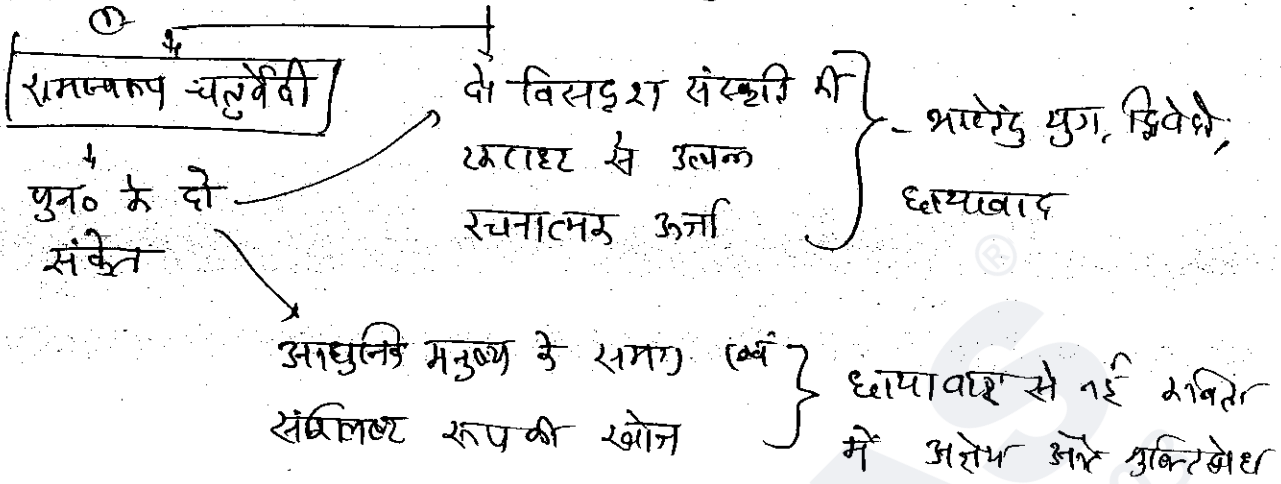 ①
रामस्वरूप चतुर्वेदी
पुन० के दो
संकेत
दो विसदृश संस्कृति की
टकराहट से उत्पन्न
रचनात्मक ऊर्जा
- भारतेंदु युग, द्विवेदी,
छायावाद
आधुनिक मनुष्य के समग्र एवं
संश्लिष्ट रूप की खोज
छायावाद से नई कविता
में अज्ञेय और मुक्तिबोध